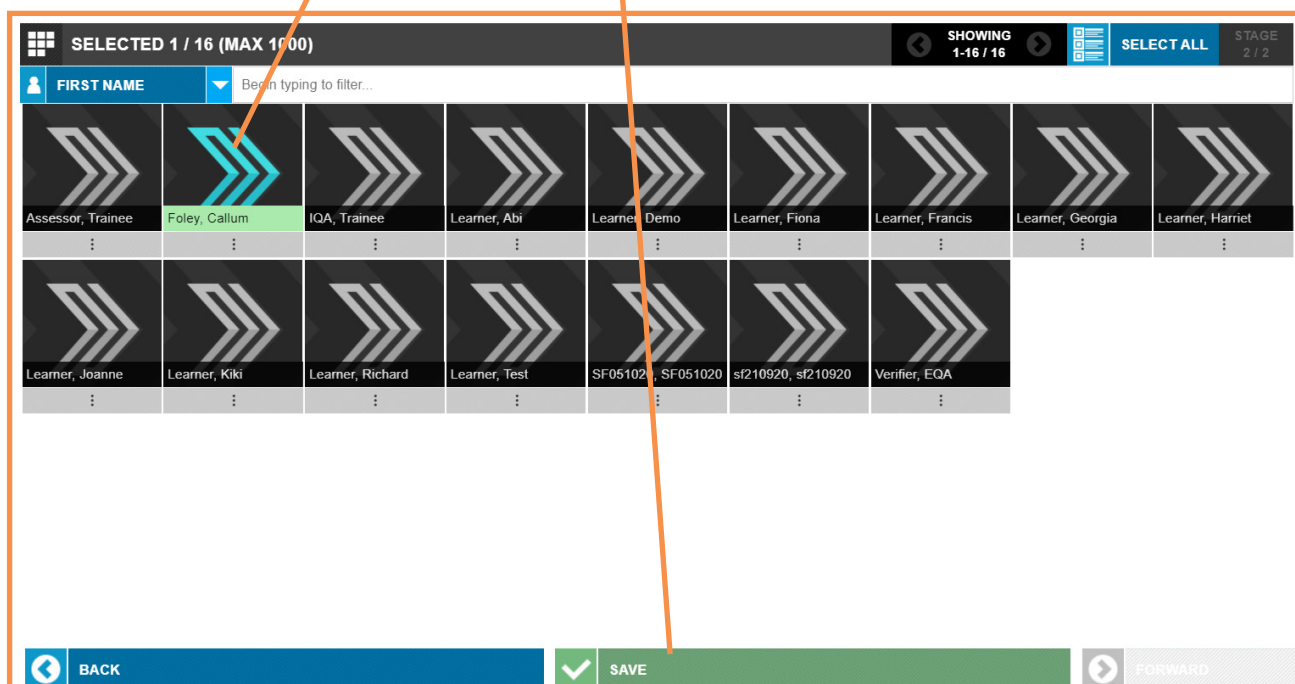 SELECTED 1 / 16 (MAX 1000)
SHOWING
1-16 / 16
SELECT ALL
STAGE
2 / 2
FIRST NAME
Begin typing to filter...
Assessor, Trainee
Foley, Callum
IQA, Trainee
Learner, Abi
Learner, Demo
Learner, Fiona
Learner, Francis
Learner, Georgia
Learner, Harriet
Learner, Joanne
Learner, Kiki
Learner, Richard
Learner, Test
SF051020, SF051020
sf210920, sf210920
Verifier, EQA
BACK
SAVE
FORWARD